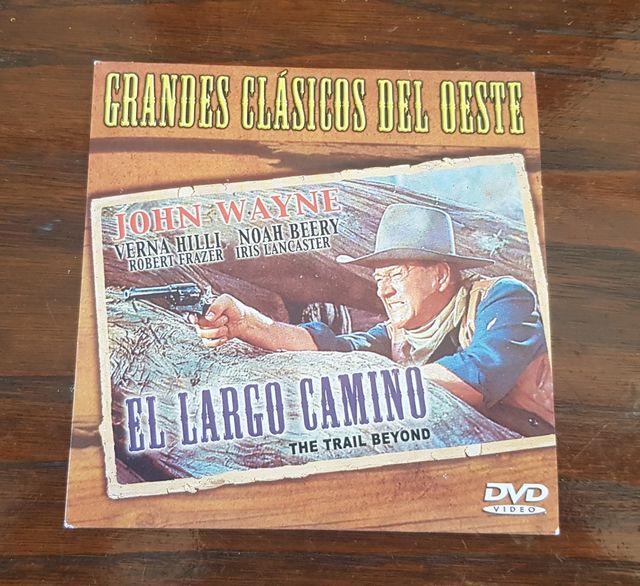 GRANDES CLÁSICOS DEL OESTE
JOHN WAYNE
VERNA HILLI NOAH BEERY
ROBERT FRAZER IRIS LANCASTER
EL LARGO CAMINO
THE TRAIL BEYOND
DVD
VIDEO